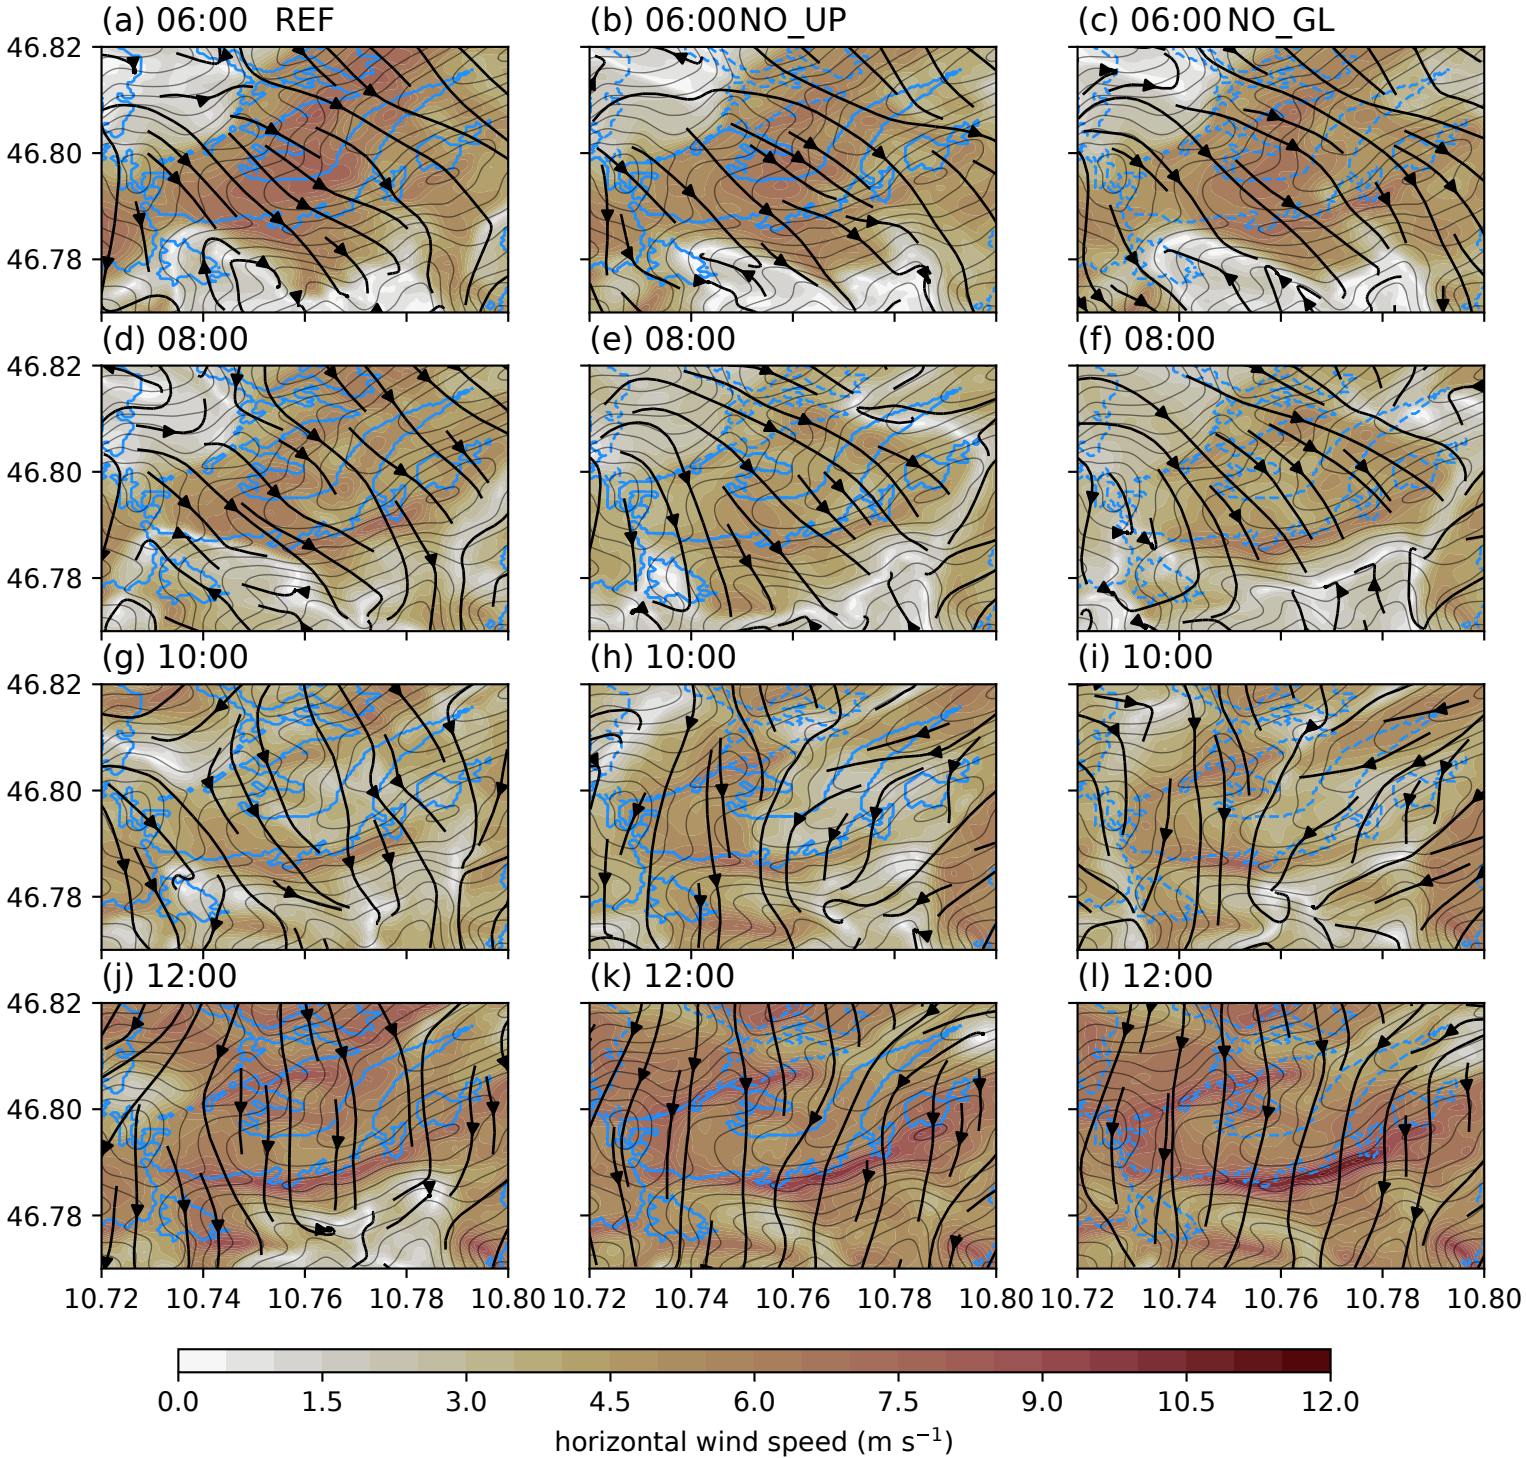 (a) 06:00 REF
(b) 06:00 NO_UP
(c) 06:00 NO_GL
46.82
46.80
46.78
(d) 08:00
(e) 08:00
(f) 08:00
46.82
46.80
46.78
(g) 10:00
(h) 10:00
(i) 10:00
46.82
46.80
46.78
(j) 12:00
(k) 12:00
(l) 12:00
46.82
46.80
46.78
10.72 10.74 10.76 10.78 10.80
10.72 10.74 10.76 10.78 10.80
10.72 10.74 10.76 10.78 10.80
0.0 1.5 3.0 4.5 6.0 7.5 9.0 10.5 12.0
horizontal wind speed (m s⁻¹)